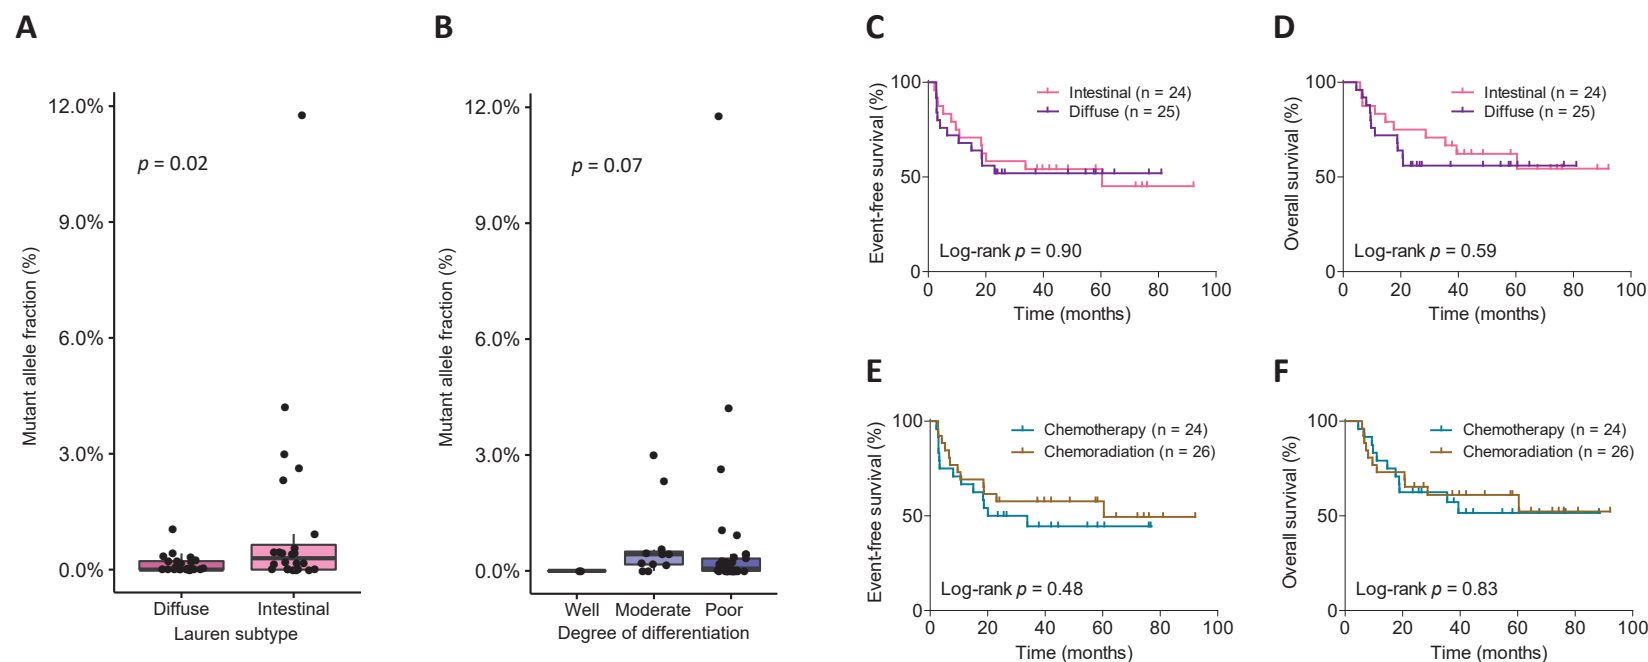 A
Mutant allele fraction (%)
12.0%
9.0%
6.0%
3.0%
0.0%
p = 0.02
Diffuse Intestinal
Lauren subtype
B
Mutant allele fraction (%)
12.0%
9.0%
6.0%
3.0%
0.0%
p = 0.07
Well Moderate Poor
Degree of differentiation
C
Event-free survival (%)
100
50
0
Intestinal (n = 24)
Diffuse (n = 25)
Log-rank p = 0.90
0 20 40 60 80 100
Time (months)
D
Overall survival (%)
100
50
0
Intestinal (n = 24)
Diffuse (n = 25)
Log-rank p = 0.59
0 20 40 60 80 100
Time (months)
E
Event-free survival (%)
100
50
0
Chemotherapy (n = 24)
Chemoradiation (n = 26)
Log-rank p = 0.48
0 20 40 60 80 100
Time (months)
F
Overall survival (%)
100
50
0
Chemotherapy (n = 24)
Chemoradiation (n = 26)
Log-rank p = 0.83
0 20 40 60 80 100
Time (months)